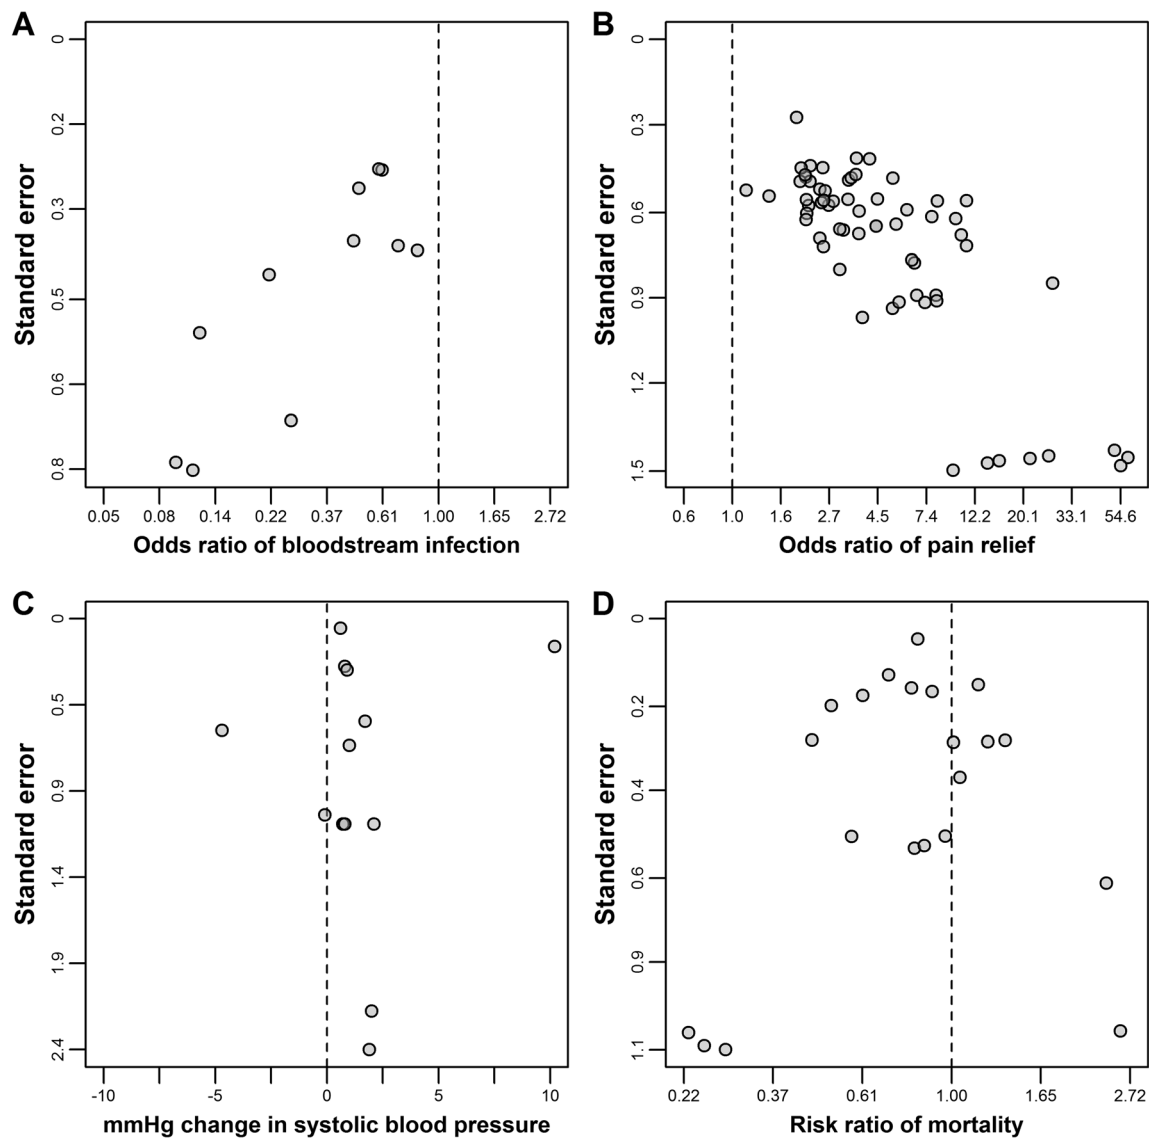 A
Standard error
0
0.2
0.3
0.5
0.6
0.8
0.05 0.08 0.14 0.22 0.37 0.61 1.00 1.65 2.72
Odds ratio of bloodstream infection
B
Standard error
0
0.3
0.6
0.9
1.2
1.5
0.6 1.0 1.6 2.7 4.5 7.4 12.2 20.1 33.1 54.6
Odds ratio of pain relief
C
Standard error
0
0.5
0.9
1.4
1.9
2.4
-10 -5 0 5 10
mmHg change in systolic blood pressure
D
Standard error
0
0.2
0.4
0.6
0.9
1.1
0.22 0.37 0.61 1.00 1.65 2.72
Risk ratio of mortality